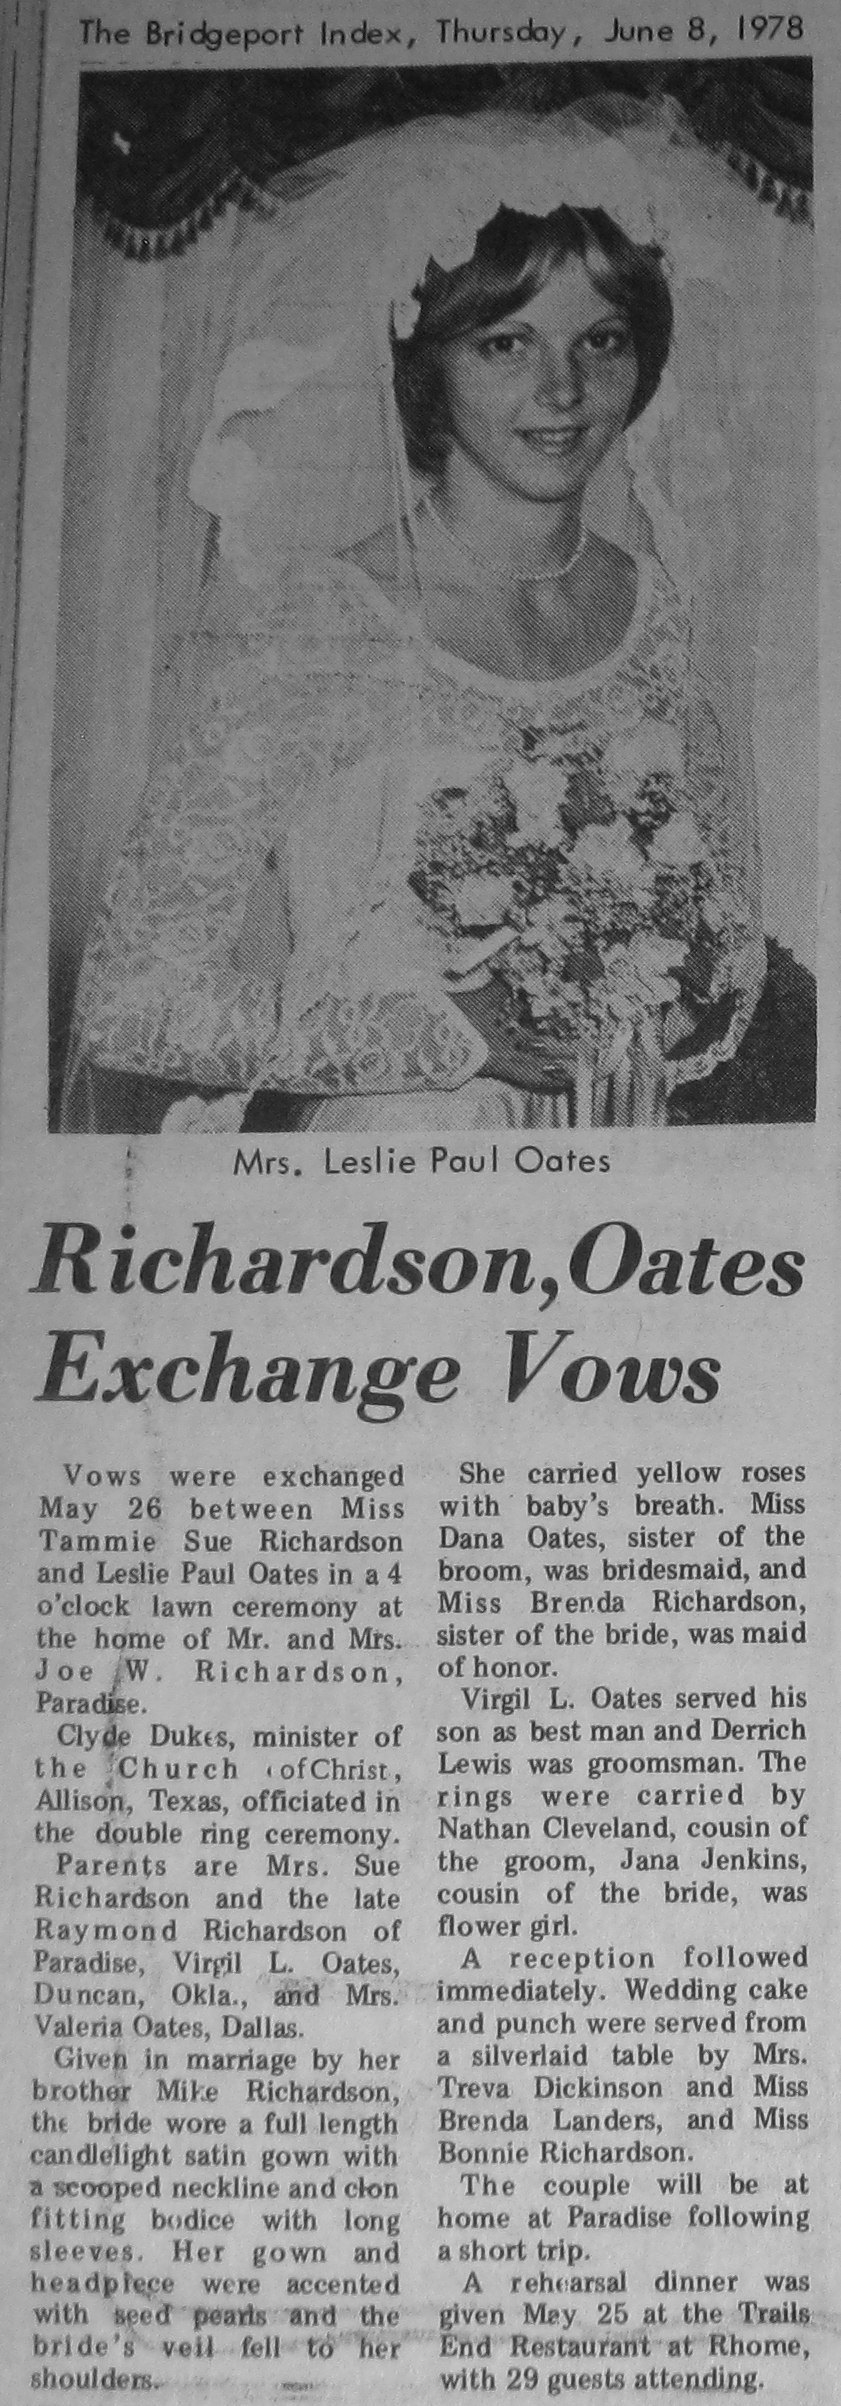 The Bridgeport Index, Thursday, June 8, 1978
Mrs. Leslie Paul Oates
Richardson, Oates
Exchange Vows
Vows were exchanged
May 26 between Miss
Tammie Sue Richardson
and Leslie Paul Oates in a 4
o'clock lawn ceremony at
the home of Mr. and Mrs.
Joe W. Richardson,
Paradise.
Clyde Dukes, minister of
the Church of Christ,
Allison, Texas, officiated in
the double ring ceremony.
Parents are Mrs. Sue
Richardson and the late
Raymond Richardson of
Paradise, Virgil L. Oates,
Duncan, Okla., and Mrs.
Valeria Oates, Dallas.
Given in marriage by her
brother Mike Richardson,
the bride wore a full length
candlelight satin gown with
a scooped neckline and
fitting bodice with long
sleeves. Her gown and
headpiece were accented
with seed pearls and the
bride's veil fell to her
shoulders.
She carried yellow roses
with baby's breath. Miss
Dana Oates, sister of the
broom, was bridesmaid, and
Miss Brenda Richardson,
sister of the bride, was maid
of honor.
Virgil L. Oates served his
son as best man and Derrich
Lewis was groomsman. The
rings were carried by
Nathan Cleveland, cousin of
the groom, Jana Jenkins,
cousin of the bride, was
flower girl.
A reception followed
immediately. Wedding cake
and punch were served from
a silverlaid table by Mrs.
Treva Dickinson and Miss
Brenda Landers, and Miss
Bonnie Richardson.
The couple will be at
home at Paradise following
a short trip.
A rehearsal dinner was
given May 25 at the Trails
End Restaurant at Rhome,
with 29 guests attending.